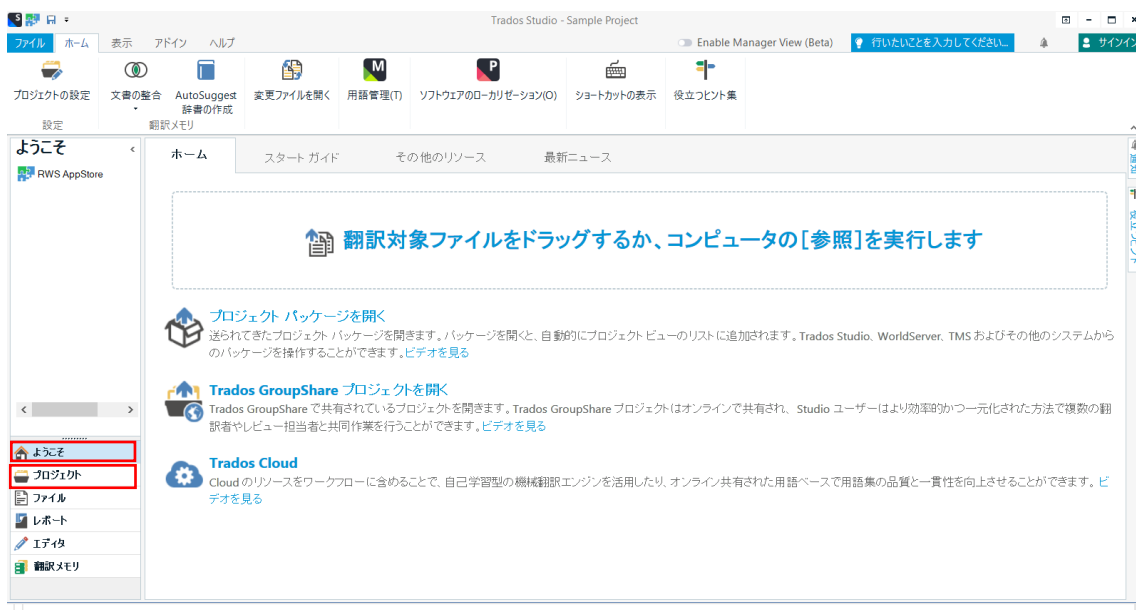 Trados Studio - Sample Project
ファイル ホーム 表示 アドイン ヘルプ Enable Manager View (Beta) 行いたいことを入力してください... サインイン
プロジェクトの設定 文書の整合 AutoSuggest 辞書の作成 変更ファイルを開く 用語管理(T) ソフトウェアのローカリゼーション(O) ショートカットの表示 役立つヒント集
設定 翻訳メモリ
ようこそ
RWS AppStore
ホーム スタート ガイド その他のリソース 最新ニュース
翻訳対象ファイルをドラッグするか、コンピュータの[参照]を実行します
プロジェクト パッケージを開く
送られてきたプロジェクト パッケージを開きます。パッケージを開くと、自動的にプロジェクト ビューのリストに追加されます。Trados Studio、WorldServer、TMS およびその他のシステムから
のパッケージを操作することができます。ビデオを見る
Trados GroupShare プロジェクトを開く
Trados GroupShare で共有されているプロジェクトを開きます。Trados GroupShare プロジェクトはオンラインで共有され、 Studio ユーザーはより効率的かつ一元化された方法で複数の翻
訳者やレビュー担当者と共同作業を行うことができます。ビデオを見る
Trados Cloud
Cloud のリソースをワークフローに含めることで、自己学習型の機械翻訳エンジンを活用したり、オンライン共有された用語ベースで用語集の品質と一貫性を向上させることができます。ビ
デオを見る
ようこそ
プロジェクト
ファイル
レポート
エディタ
翻訳メモリ